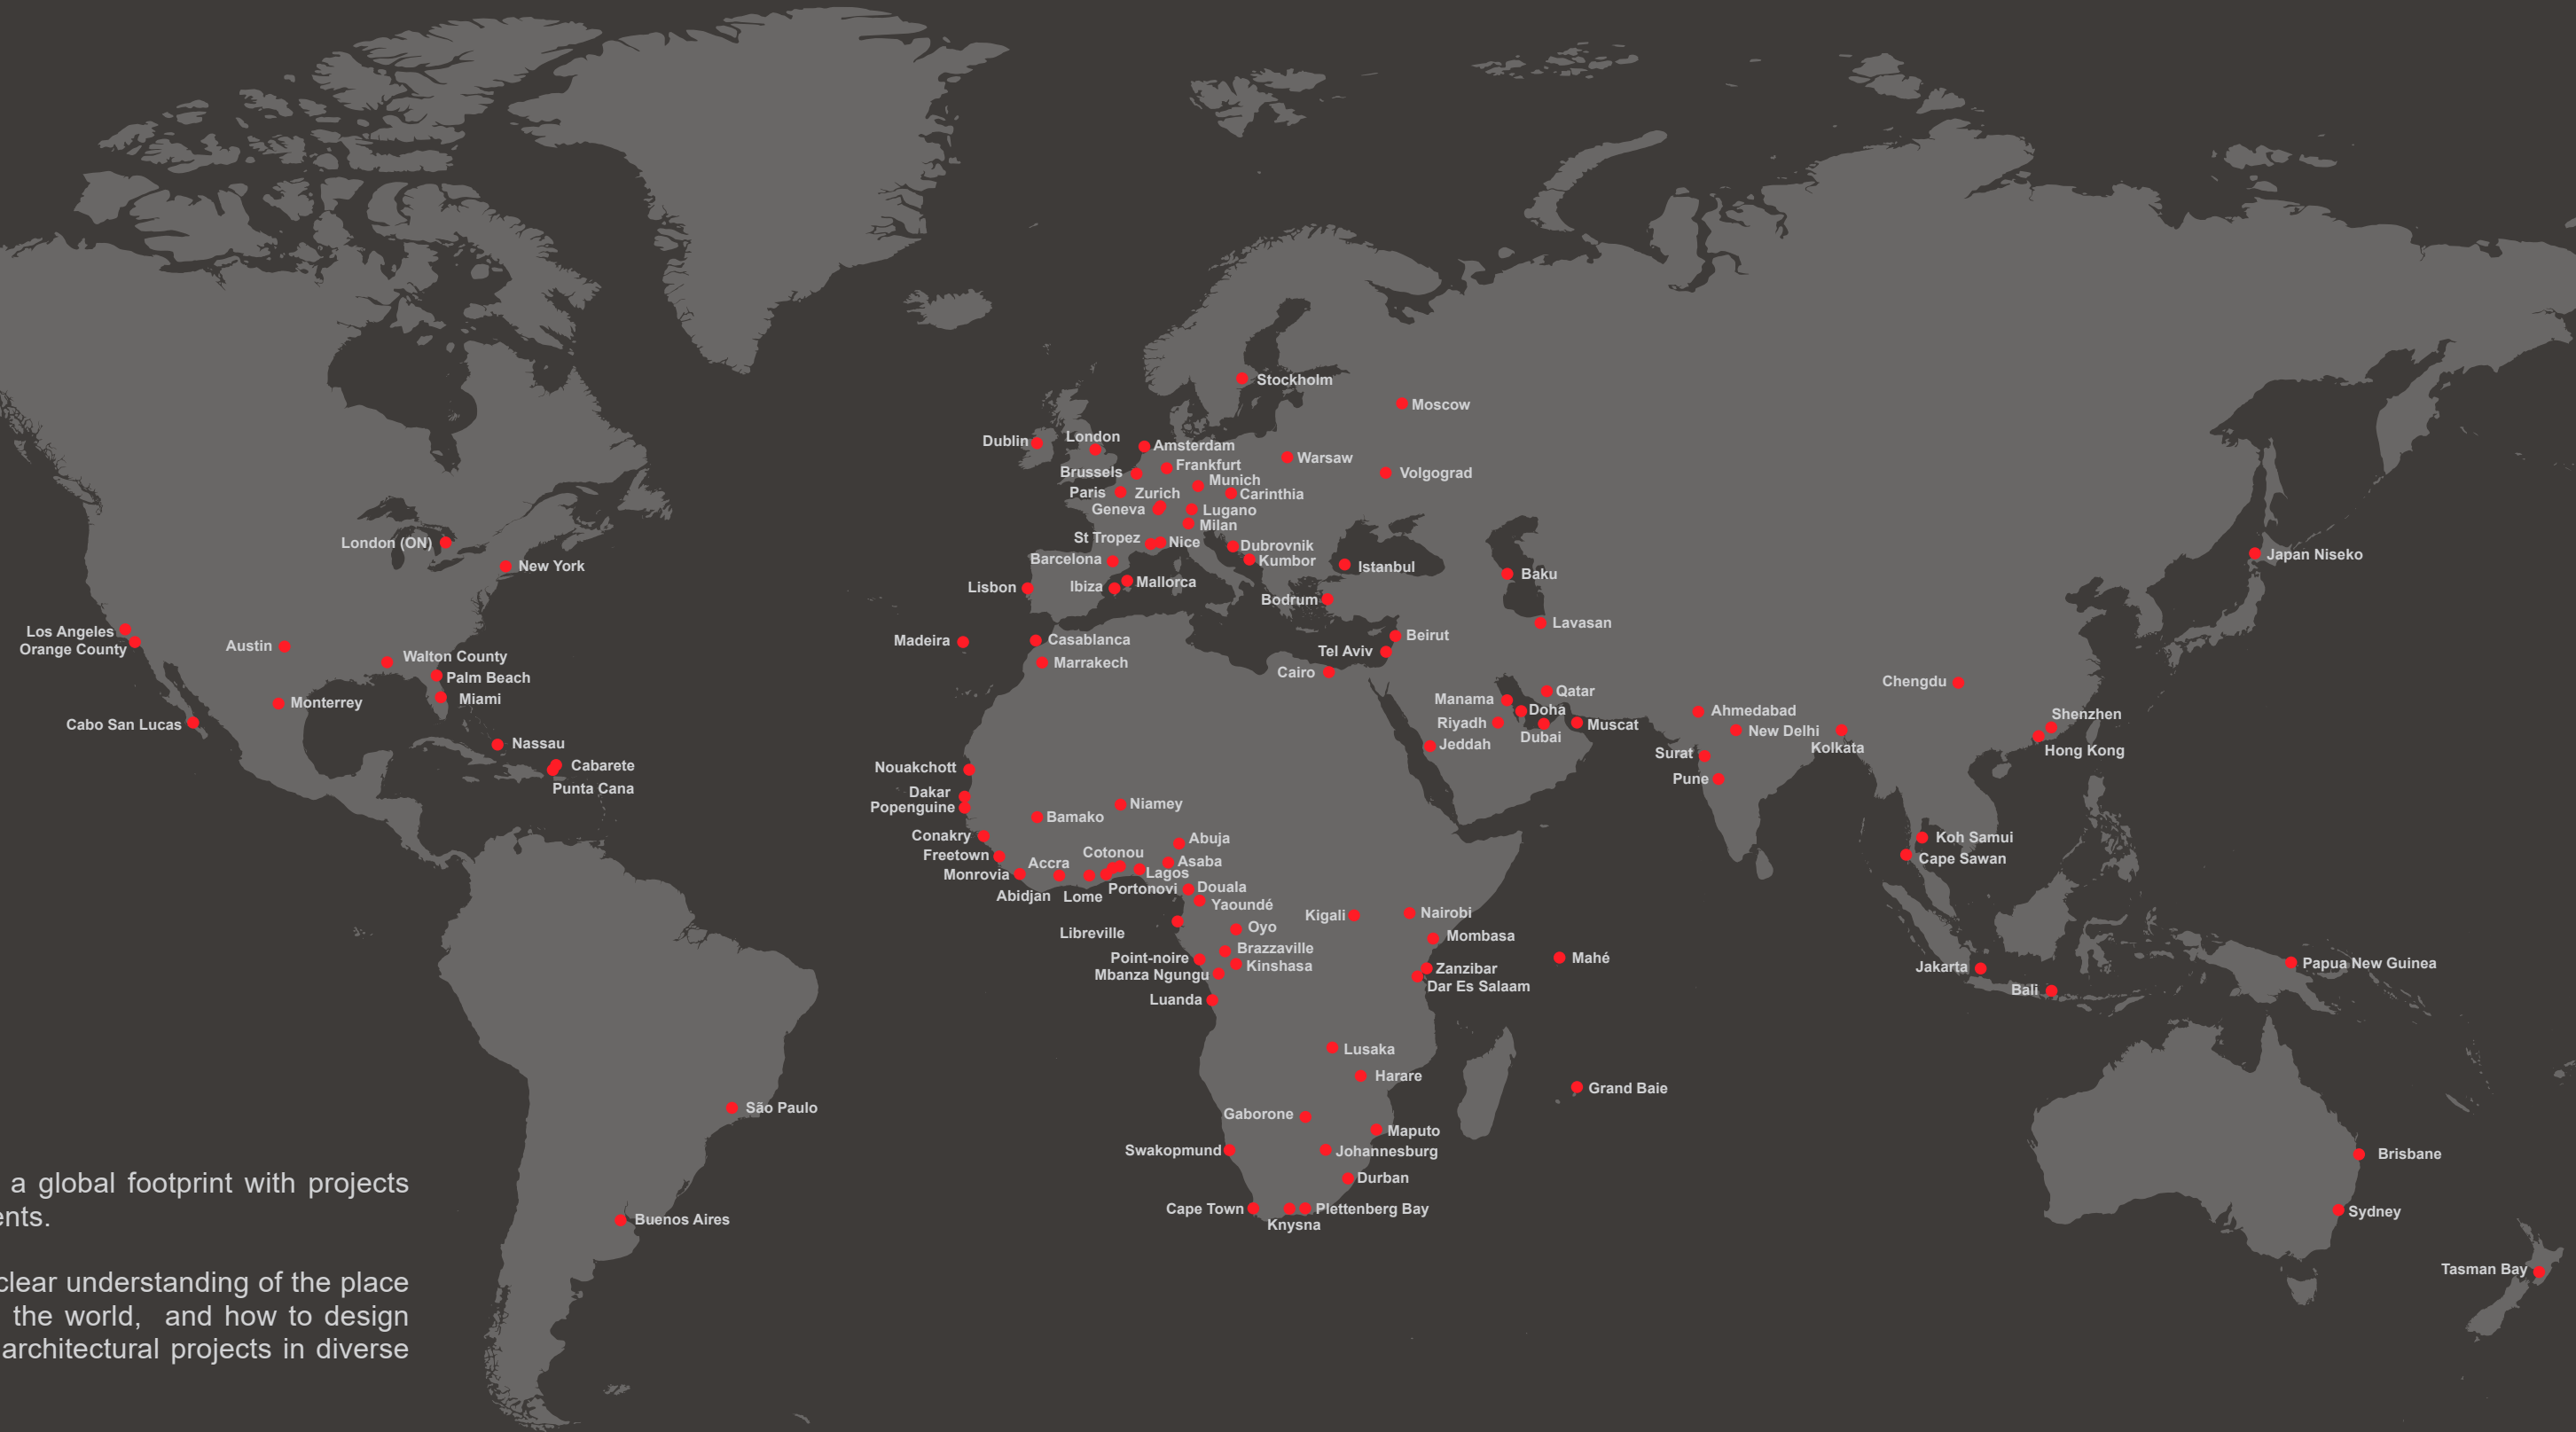 Stockholm
Moscow
Dublin
London
Amsterdam
Warsaw
Frankfurt
Brussels
Volgograd
Munich
Paris
Zurich
Carinthia
Geneva
Lugano
Milan
St Tropez
Nice
London (ON)
Dubrovnik
Japan Niseko
Barcelona
Kumbor
New York
Istanbul
Baku
Mallorca
Lisbon
Ibiza
Bodrum
Lavasan
Los Angeles
Beirut
Madeira
Casablanca
Austin
Orange County
Tel Aviv
Walton County
Marrakech
Cairo
Palm Beach
Chengdu
Qatar
Miami
Manama
Monterrey
Doha
Ahmedabad
Shenzhen
Cabo San Lucas
Riyadh
Muscat
New Delhi
Dubai
Nassau
Jeddah
Kolkata
Hong Kong
Surat
Cabarete
Nouakchott
Pune
Punta Cana
Dakar
Niamey
Popenguine
Bamako
Conakry
Abuja
Koh Samui
Cotonou
Freetown
Accra
Asaba
Cape Sawan
Monrovia
Lagos
Portonovi
Douala
Abidjan
Lome
Yaoundé
Kigali
Nairobi
Oyo
Libreville
Mombasa
Brazzaville
Point-noire
Mahé
Kinshasa
Zanzibar
Jakarta
Papua New Guinea
Mbanza Ngungu
Dar Es Salaam
Bali
Luanda
Lusaka
Harare
Grand Baie
São Paulo
Gaborone
Maputo
Swakopmund
Johannesburg
Brisbane
Durban
Cape Town
Plettenberg Bay
Sydney
Buenos Aires
Knysna
Tasman Bay
a global footprint with projects
ents.
clear understanding of the place
the world, and how to design
architectural projects in diverse